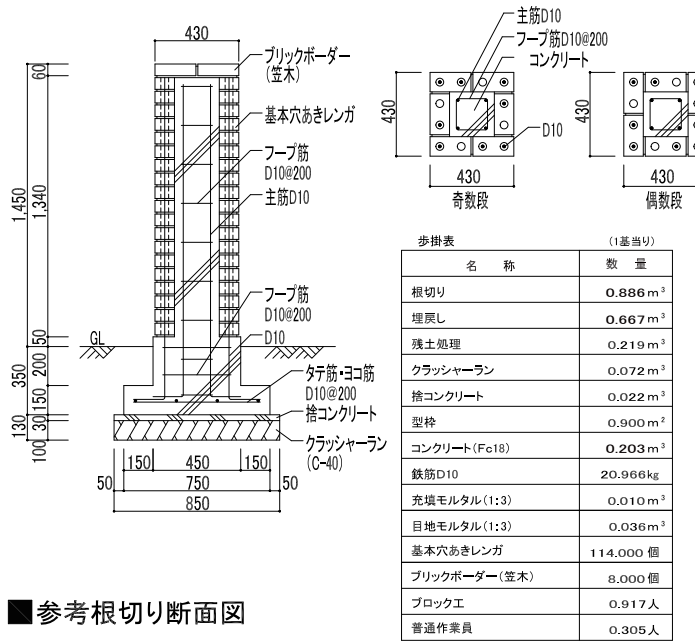 430
ブリックボーダー
(笠木)
基本穴あきレンガ
フープ筋
D10@200
主筋D10
フープ筋
D10@200
D10
タテ筋・ヨコ筋
D10@200
捨コンクリート
クラッシャーラン
(C-40)
GL
1,450
350
130
60
1,340
50
200
150
30
100
150
450
150
50
750
50
850
主筋D10
フープ筋D10@200
コンクリート
D10
430
430
奇数段
430
430
偶数段
歩掛表 (1基当り)
名 称 数 量
根切り 0.886m³
埋戻し 0.667m³
残土処理 0.219m³
クラッシャーラン 0.072m³
捨コンクリート 0.022m³
型枠 0.900m²
コンクリート(Fc18) 0.203m³
鉄筋D10 20.966kg
充填モルタル(1:3) 0.010m³
目地モルタル(1:3) 0.036m³
基本穴あきレンガ 114.000個
ブリックボーダー(笠木) 8.000個
ブロック工 0.917人
普通作業員 0.305人
■参考根切り断面図